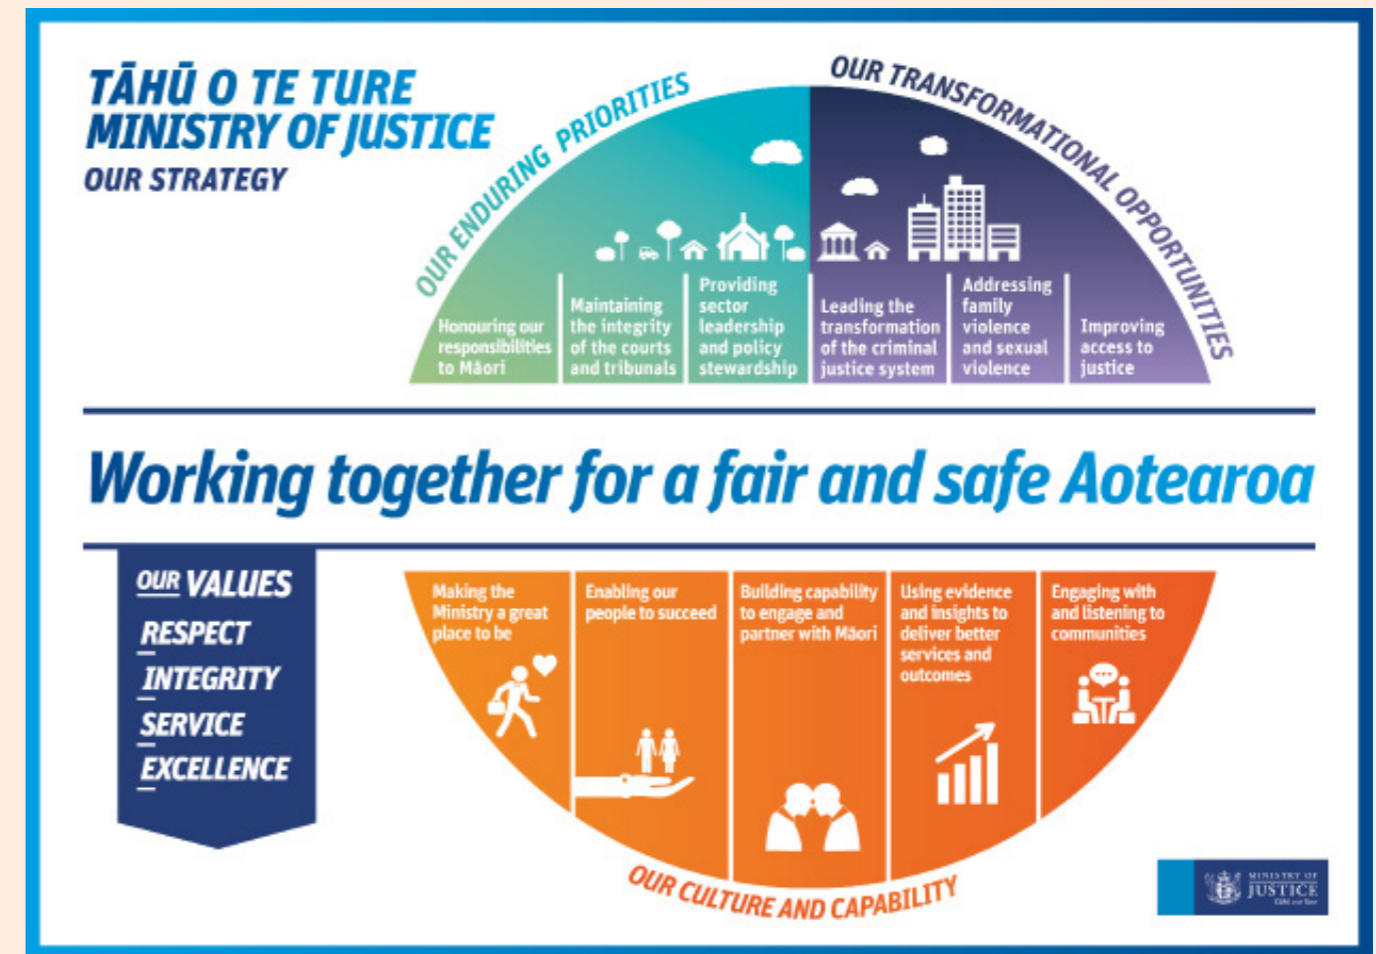 TĀHŪ O TE TURE
MINISTRY OF JUSTICE
OUR STRATEGY
OUR ENDURING PRIORITIES
OUR TRANSFORMATIONAL OPPORTUNITIES
Honouring our
responsibilities
to Māori
Maintaining
the integrity
of the courts
and tribunals
Providing
sector
leadership
and policy
stewardship
Leading the
transformation
of the criminal
justice system
Addressing
family
violence
and sexual
violence
Improving
access to
justice
Working together for a fair and safe Aotearoa
OUR VALUES
RESPECT
INTEGRITY
SERVICE
EXCELLENCE
Making the
Ministry a great
place to be
Enabling our
people to succeed
Building capability
to engage and
partner with Māori
Using evidence
and insights to
deliver better
services and
outcomes
Engaging with
and listening to
communities
OUR CULTURE AND CAPABILITY
MINISTRY OF
JUSTICE